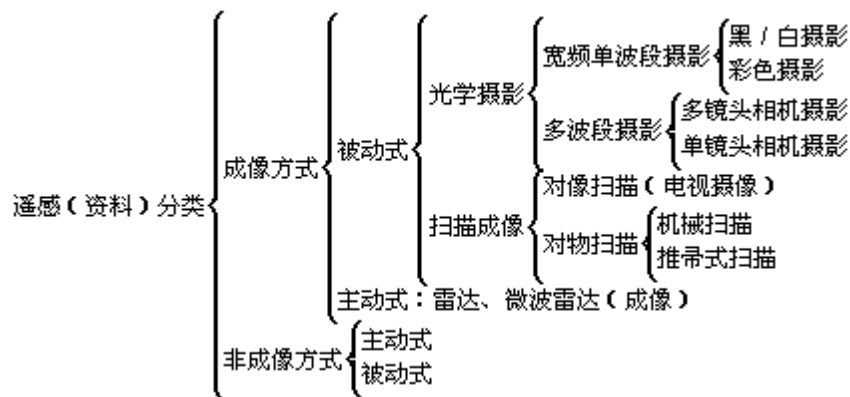 遥感（资料）分类
成像方式
被动式
光学摄影
宽频单波段摄影
黑／白摄影
彩色摄影
多波段摄影
多镜头相机摄影
单镜头相机摄影
扫描成像
对像扫描（电视摄像）
对物扫描
机械扫描
推帚式扫描
主动式：雷达、微波雷达（成像）
非成像方式
主动式
被动式